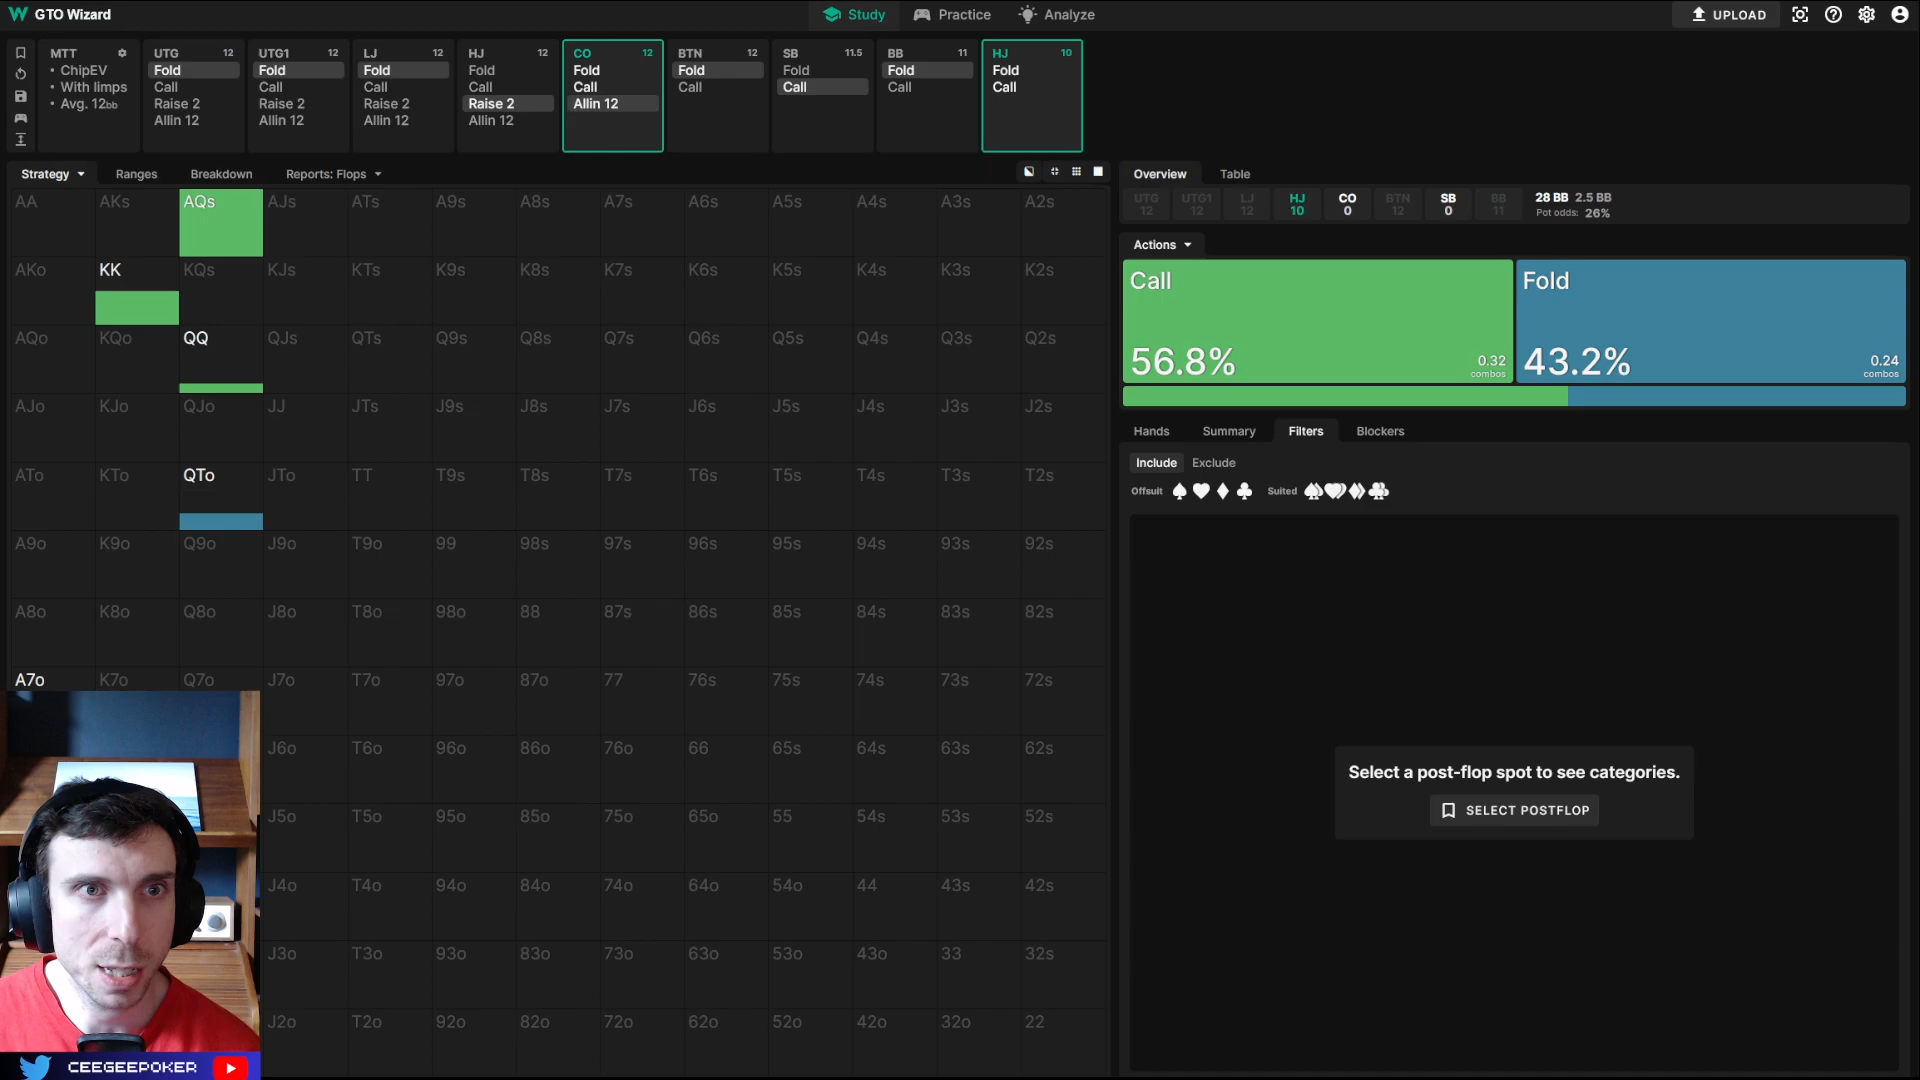 GTO Wizard
Study
Practice
Analyze
UPLOAD
MTT
ChipEV
With limps
Avg. 12bb
UTG 12
Fold
Call
Raise 2
Allin 12
UTG1 12
Fold
Call
Raise 2
Allin 12
LJ 12
Fold
Call
Raise 2
Allin 12
HJ 12
Fold
Call
Raise 2
Allin 12
CO 12
Fold
Call
Allin 12
BTN 12
Fold
Call
SB 11.5
Fold
Call
BB 11
Fold
Call
HJ 10
Fold
Call
Strategy
Ranges
Breakdown
Reports: Flops
AA AKs AQs AJs ATs A9s A8s A7s A6s A5s A4s A3s A2s
AKo KK KQs KJs KTs K9s K8s K7s K6s K5s K4s K3s K2s
AQo KQo QQ QJs QTs Q9s Q8s Q7s Q6s Q5s Q4s Q3s Q2s
AJo KJo QJo JJ JTs J9s J8s J7s J6s J5s J4s J3s J2s
ATo KTo QTo JTo TT T9s T8s T7s T6s T5s T4s T3s T2s
A9o K9o Q9o J9o T9o 99 98s 97s 96s 95s 94s 93s 92s
A8o K8o Q8o J8o T8o 98o 88 87s 86s 85s 84s 83s 82s
A7o K7o Q7o J7o T7o 97o 87o 77 76s 75s 74s 73s 72s
J6o T6o 96o 86o 76o 66 65s 64s 63s 62s
J5o T5o 95o 85o 75o 65o 55 54s 53s 52s
J4o T4o 94o 84o 74o 64o 54o 44 43s 42s
J3o T3o 93o 83o 73o 63o 53o 43o 33 32s
J2o T2o 92o 82o 72o 62o 52o 42o 32o 22
CEEGEEPOKER
Overview
Table
UTG 12
UTG1 12
LJ 12
HJ 10
CO 0
BTN 12
SB 0
BB 11
28 BB 2.5 BB
Pot odds: 26%
Actions
Call
56.8%
0.32
combos
Fold
43.2%
0.24
combos
Hands
Summary
Filters
Blockers
Include
Exclude
Offsuit
Suited
Select a post-flop spot to see categories.
SELECT POSTFLOP